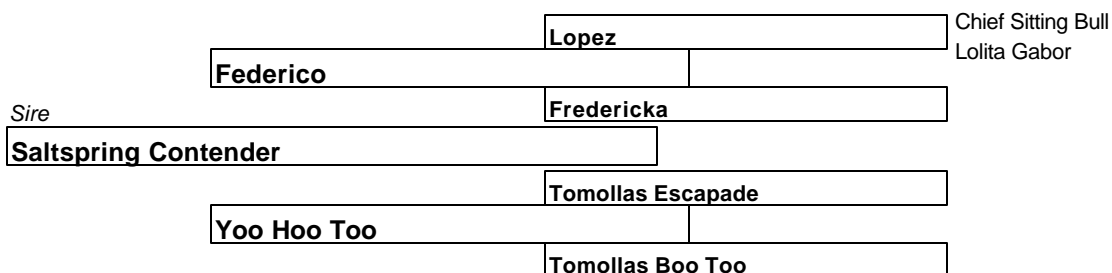 Lopez
Chief Sitting Bull
Lolita Gabor
Federico
Fredericka
Sire
Saltspring Contender
Tomollas Escapade
Yoo Hoo Too
Tomollas Boo Too